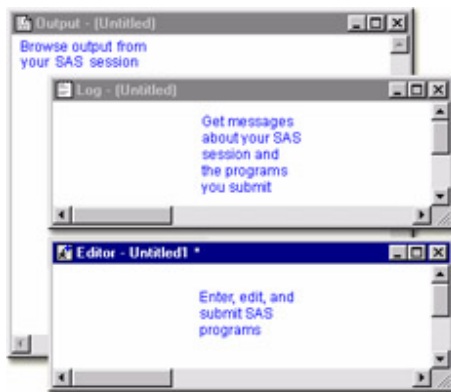 Output - (Untitled)
Browse output from
your SAS session
Log - (Untitled)
Get messages
about your SAS
session and
the programs
you submit
Editor - Untitled1 *
Enter, edit, and
submit SAS
programs